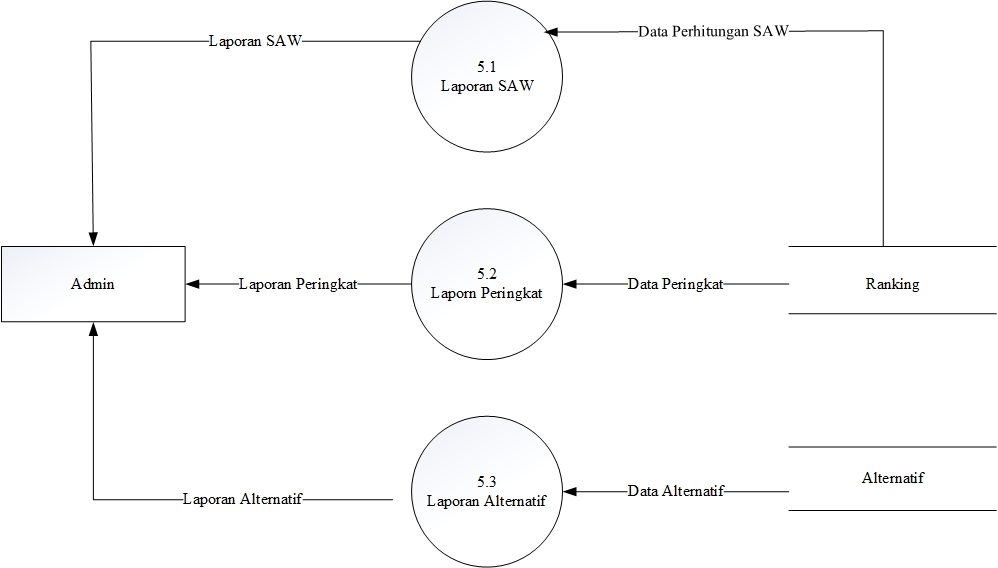 Laporan SAW
5.1
Laporan SAW
Data Perhitungan SAW
Admin
Laporan Peringkat
5.2
Laporn Peringkat
Data Peringkat
Ranking
Laporan Alternatif
5.3
Laporan Alternatif
Data Alternatif
Alternatif